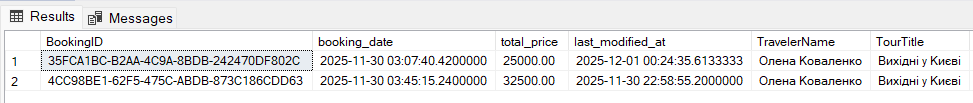 Results Messages
BookingID booking_date total_price last_modified_at TravelerName TourTitle
1 35FCA1BC-B2AA-4C9A-8BDB-242470DF802C 2025-11-30 03:07:40.4200000 25000.00 2025-12-01 00:24:35.6133333 Олена Коваленко Вихідні у Києві
2 4CC98BE1-62F5-475C-ABDB-873C186CDD63 2025-11-30 03:45:15.2400000 32500.00 2025-11-30 22:58:55.2000000 Олена Коваленко Вихідні у Києві